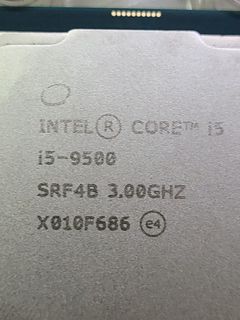 INTEL® CORE™ i5
i5-9500
SRF4B 3.00GHZ
X010F686 e4